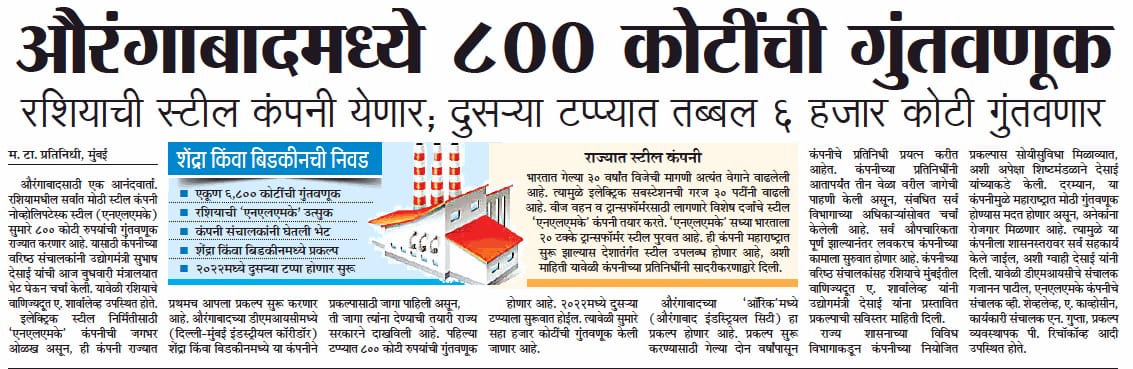 औरंगाबादमध्ये ८०० कोटींची गुंतवणूक
रशियाची स्टील कंपनी येणार; दुसऱ्या टप्प्यात तब्बल ६ हजार कोटी गुंतवणार
म. टा. प्रतिनिधी, मुंबई
औरंगाबादसाठी एक आनंदवार्ता.
रशियामधील सर्वात मोठी स्टील कंपनी
नोव्होलिपटेस्क स्टील (एनएलएमके)
सुमारे ८०० कोटी रुपयांची गुंतवणूक
राज्यात करणार आहे. यासाठी कंपनीच्या
वरिष्ठ संचालकांनी उद्योगमंत्री सुभाष
देसाई यांची आज बुधवारी मंत्रालयात
भेट घेऊन चर्चा केली. यावेळी रशियाचे
वाणिज्यदूत ए. शार्वालेव्ह उपस्थित होते.
इलेक्ट्रिक स्टील निर्मितीसाठी
'एनएलएमके' कंपनीची जगभर
ओळख असून, ही कंपनी राज्यात
शेंद्रा किंवा बिडकीनची निवड
एकूण ६,८०० कोटींची गुंतवणूक
रशियाची 'एनएलएमके' उत्सुक
कंपनी संचालकांनी घेतली भेट
शेंद्रा किंवा बिडकीनमध्ये प्रकल्प
२०२२मध्ये दुसऱ्या टप्पा होणार सुरू
राज्यात स्टील कंपनी
भारतात गेल्या ३० वर्षांत विजेची मागणी अत्यंत वेगाने वाढलेली
आहे. त्यामुळे इलेक्ट्रिक सबस्टेशनची गरज ३० पटींनी वाढली
आहे. वीज वहन व ट्रान्सफॉर्मरसाठी लागणारे विशेष दर्जाचे स्टील
'एनएलएमके' कंपनी तयार करते. 'एनएलएमके' सध्या भारताला
२० टक्के ट्रान्सफॉर्मर स्टील पुरवत आहे. ही कंपनी महाराष्ट्रात
सुरू झाल्यास देशातंर्गत स्टील उपलब्ध होणार आहे, अशी
माहिती यावेळी कंपनीच्या प्रतिनिधींनी सादरीकरणाद्वारे दिली.
प्रथमच आपला प्रकल्प सुरू करणार
आहे. औरंगाबादच्या डीएमआयसीमध्ये
(दिल्ली-मुंबई इंडस्ट्रीयल कॉरीडॉर)
शेंद्रा किंवा बिडकीनमध्ये या कंपनीने
प्रकल्पासाठी जागा पाहिली असून,
ती जागा त्यांना देण्याची तयारी राज्य
सरकारने दाखविली आहे. पहिल्या
टप्प्यात ८०० कोटी रुपयांची गुंतवणूक
होणार आहे. २०२२मध्ये दुसऱ्या
टप्प्याला सुरुवात होईल. त्यावेळी सुमारे
सहा हजार कोटींची गुंतवणूक केली
जाणार आहे.
औरंगाबादच्या 'ऑरिक'मध्ये
(औरंगावाद इंडस्ट्रियल सिटी) हा
प्रकल्प होणार आहे. प्रकल्प सुरू
करण्यासाठी गेल्या दोन वर्षांपासून
कंपनीचे प्रतिनिधी प्रयत्न करीत
आहेत. कंपनीच्या प्रतिनिधींनी
आतापर्यंत तीन वेळा वरील जागेची
पाहणी केली असून, संबधित सर्व
विभागाच्या अधिकाऱ्यांसोवत चर्चा
केलेली आहे. सर्व औपचारिकता
पूर्ण झाल्यानंतर लवकरच कंपनीच्या
कामाला सुरुवात होणार आहे. कंपनीच्या
वरिष्ठ संचालकांसह रशियाचे मुंबईतील
वाणिज्यदूत ए. शार्वालेव्ह यांनी
उद्योगमंत्री देसाई यांना प्रस्तावित
प्रकल्पाची सविस्तर माहिती दिली.
राज्य शासनाच्या विविध
विभागाकडून कंपनीच्या नियोजित
प्रकल्पास सोयीसुविधा मिळाव्यात,
अशी अपेक्षा शिष्टमंडळाने देसाई
यांच्याकडे केली. दरम्यान, या
कंपनीमुळे महाराष्ट्रात मोठी गुंतवणूक
होण्यास मदत होणार असून, अनेकांना
रोजगार मिळणार आहे. त्यामुळे या
कंपनीला शासनस्तरावर सर्व सहकार्य
केले जाईल, अशी ग्वाही देसाई यांनी
दिली. यावेळी डीएमआयसीचे संचालक
गजानन पाटील, एनएलएमके कंपनीचे
संचालक व्ही. शेव्हलेव्ह, ए. काव्होसीन,
कार्यकारी संचालक एन. गुप्ता, प्रकल्प
व्यवस्थापक पी. रिचॉकॉव्ह आदी
उपस्थित होते.